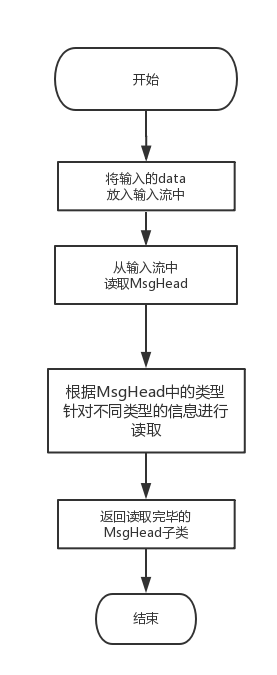 开始
将输入的data
放入输入流中
从输入流中
读取MsgHead
根据MsgHead中的类型
针对不同类型的信息进行
读取
返回读取完毕的
MsgHead子类
结束